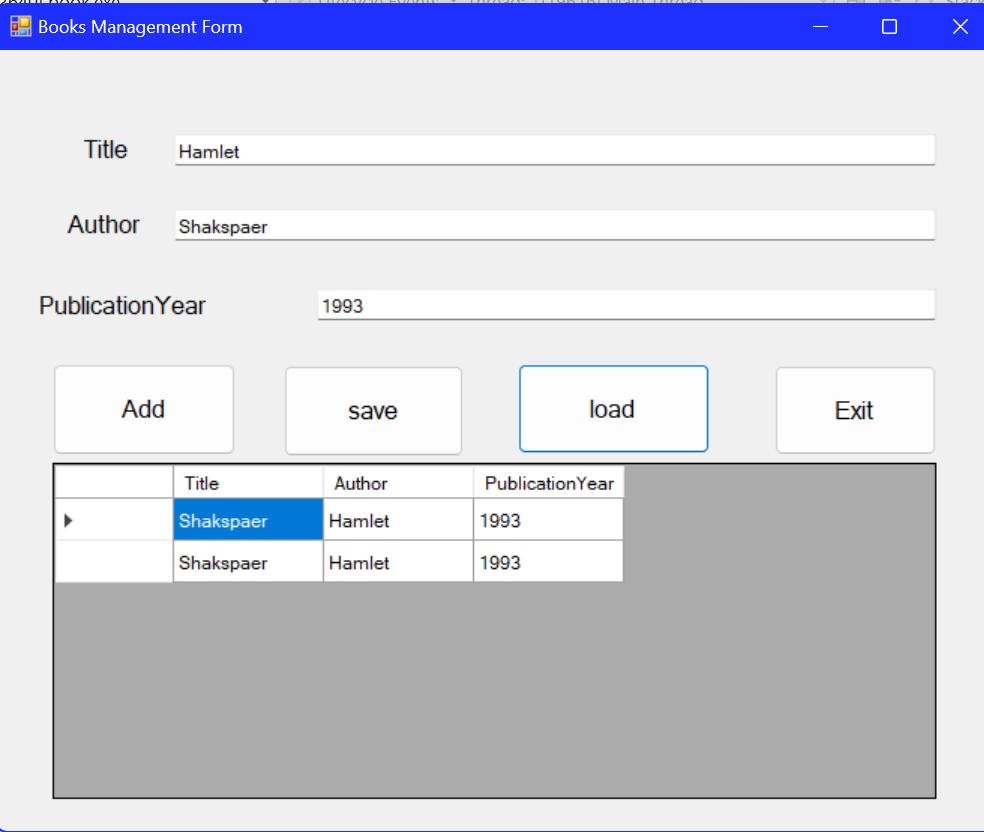 Books Management Form
Title Hamlet
Author Shakspaer
PublicationYear 1993
Add save load Exit
Title Author PublicationYear
Shakspaer Hamlet 1993
Shakspaer Hamlet 1993